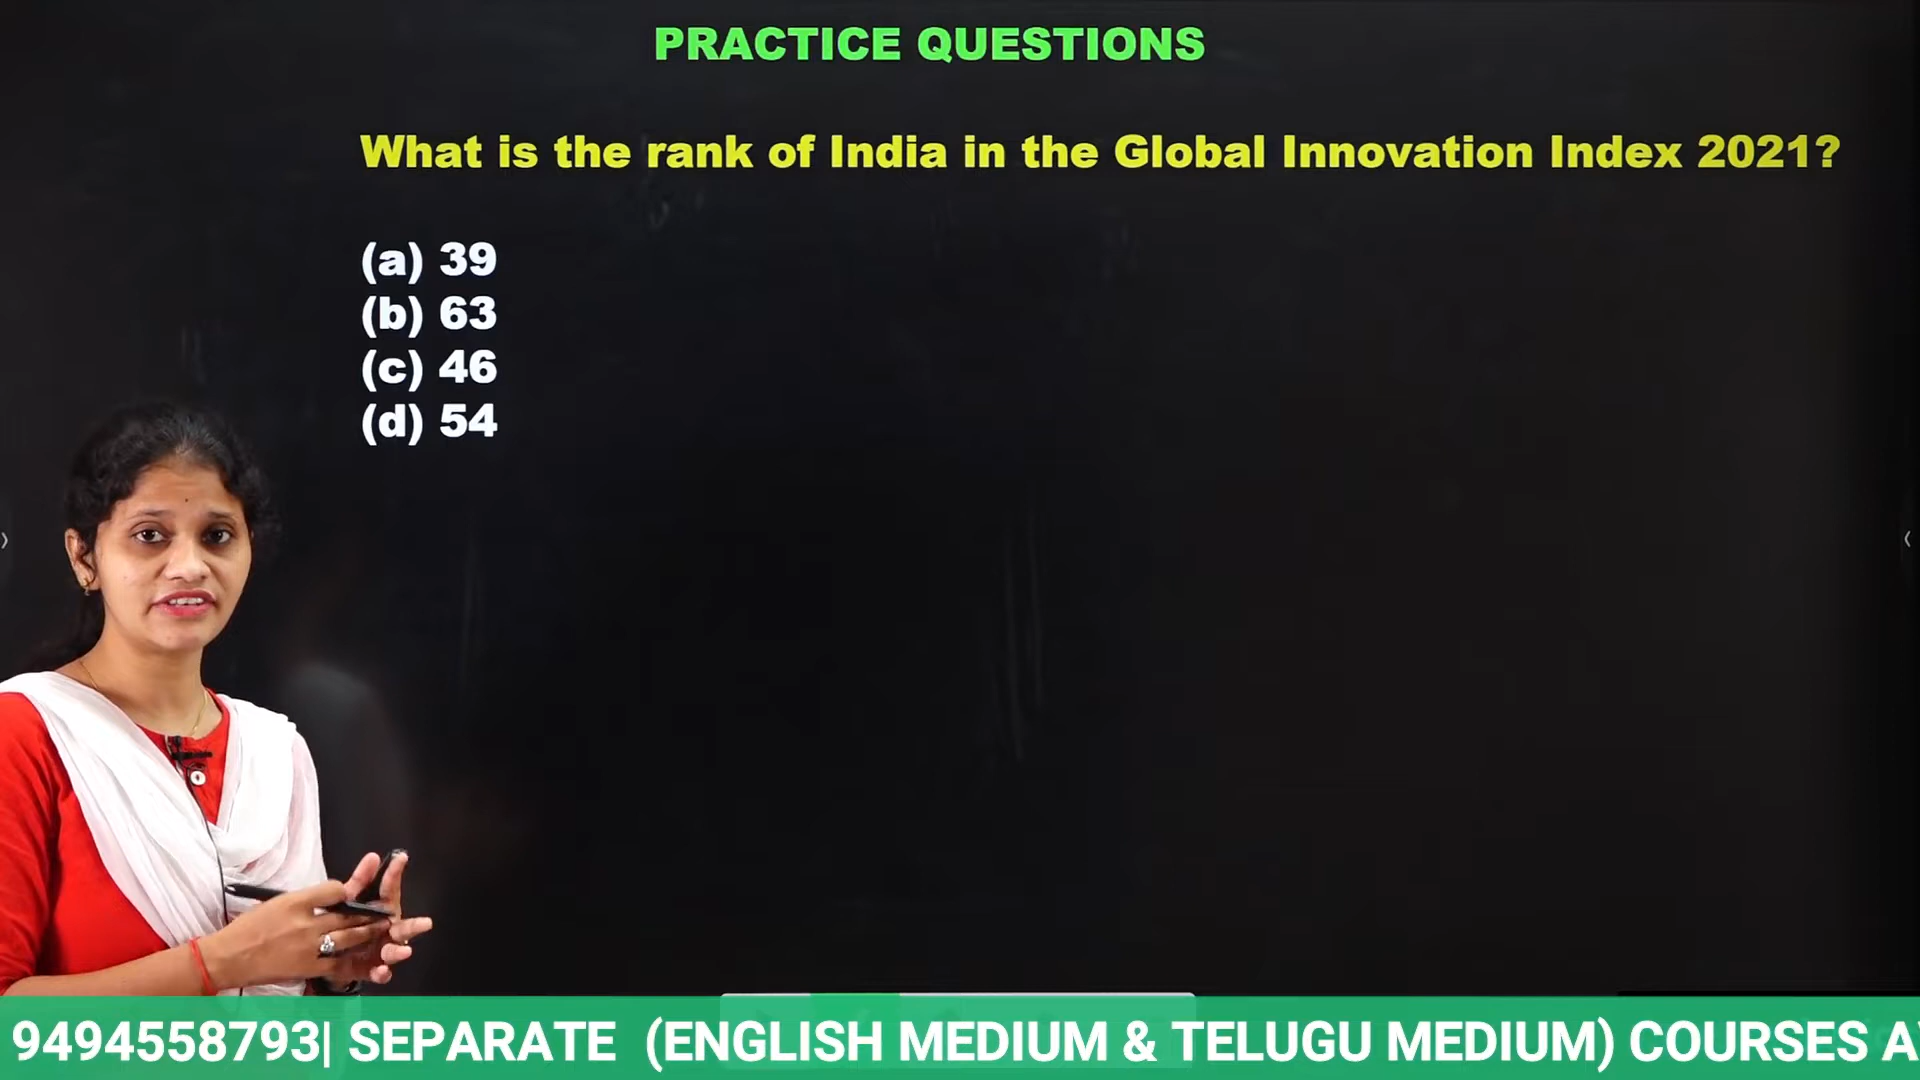 PRACTICE QUESTIONS
What is the rank of India in the Global Innovation Index 2021?
(a) 39
(b) 63
(c) 46
(d) 54
9494558793| SEPARATE (ENGLISH MEDIUM & TELUGU MEDIUM) COURSES A